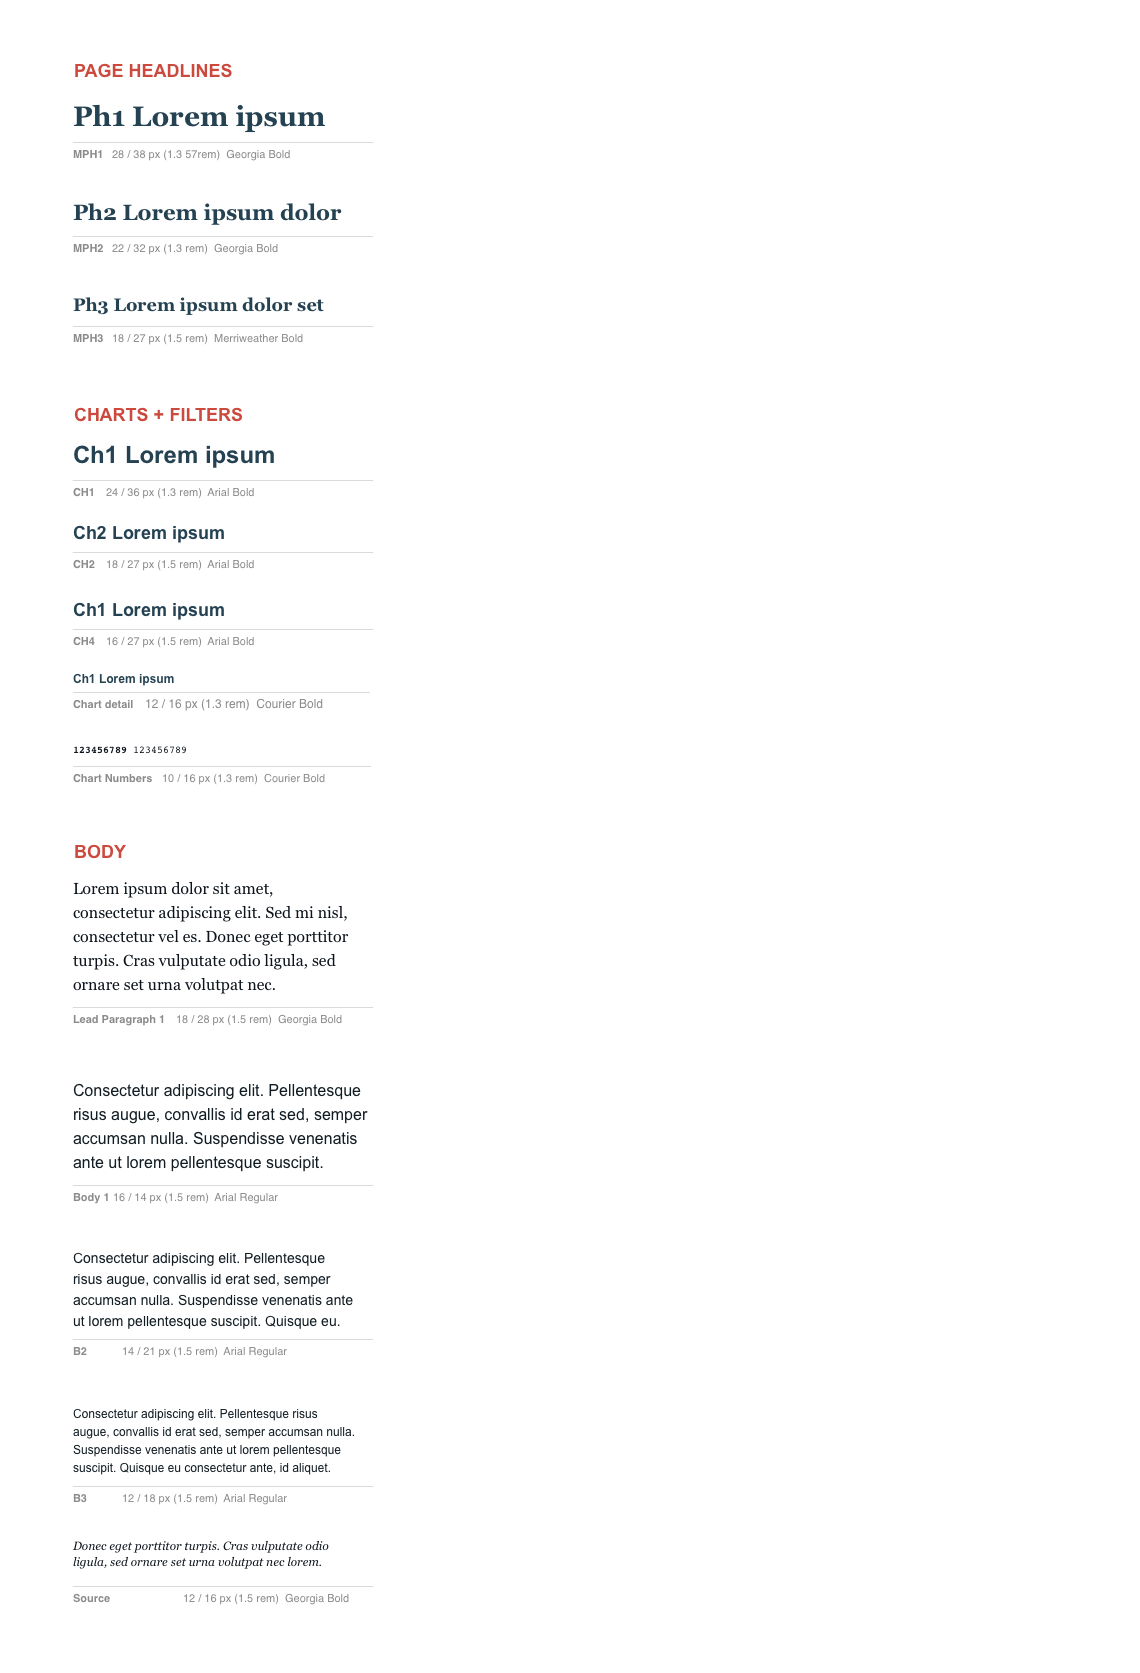 PAGE HEADLINES
Ph1 Lorem ipsum
MPH1 28 / 38 px (1.3 57rem) Georgia Bold
Ph2 Lorem ipsum dolor
MPH2 22 / 32 px (1.3 rem) Georgia Bold
Ph3 Lorem ipsum dolor set
MPH3 18 / 27 px (1.5 rem) Merriweather Bold
CHARTS + FILTERS
Ch1 Lorem ipsum
CH1 24 / 36 px (1.3 rem) Arial Bold
Ch2 Lorem ipsum
CH2 18 / 27 px (1.5 rem) Arial Bold
Ch1 Lorem ipsum
CH4 16 / 27 px (1.5 rem) Arial Bold
Ch1 Lorem ipsum
Chart detail 12 / 16 px (1.3 rem) Courier Bold
123456789 123456789
Chart Numbers 10 / 16 px (1.3 rem) Courier Bold
BODY
Lorem ipsum dolor sit amet,
consectetur adipiscing elit. Sed mi nisl,
consectetur vel es. Donec eget porttitor
turpis. Cras vulputate odio ligula, sed
ornare set urna volutpat nec.
Lead Paragraph 1 18 / 28 px (1.5 rem) Georgia Bold
Consectetur adipiscing elit. Pellentesque
risus augue, convallis id erat sed, semper
accumsan nulla. Suspendisse venenatis
ante ut lorem pellentesque suscipit.
Body 1 16 / 14 px (1.5 rem) Arial Regular
Consectetur adipiscing elit. Pellentesque
risus augue, convallis id erat sed, semper
accumsan nulla. Suspendisse venenatis ante
ut lorem pellentesque suscipit. Quisque eu.
B2 14 / 21 px (1.5 rem) Arial Regular
Consectetur adipiscing elit. Pellentesque risus
augue, convallis id erat sed, semper accumsan nulla.
Suspendisse venenatis ante ut lorem pellentesque
suscipit. Quisque eu consectetur ante, id aliquet.
B3 12 / 18 px (1.5 rem) Arial Regular
Donec eget porttitor turpis. Cras vulputate odio
ligula, sed ornare set urna volutpat nec lorem.
Source 12 / 16 px (1.5 rem) Georgia Bold